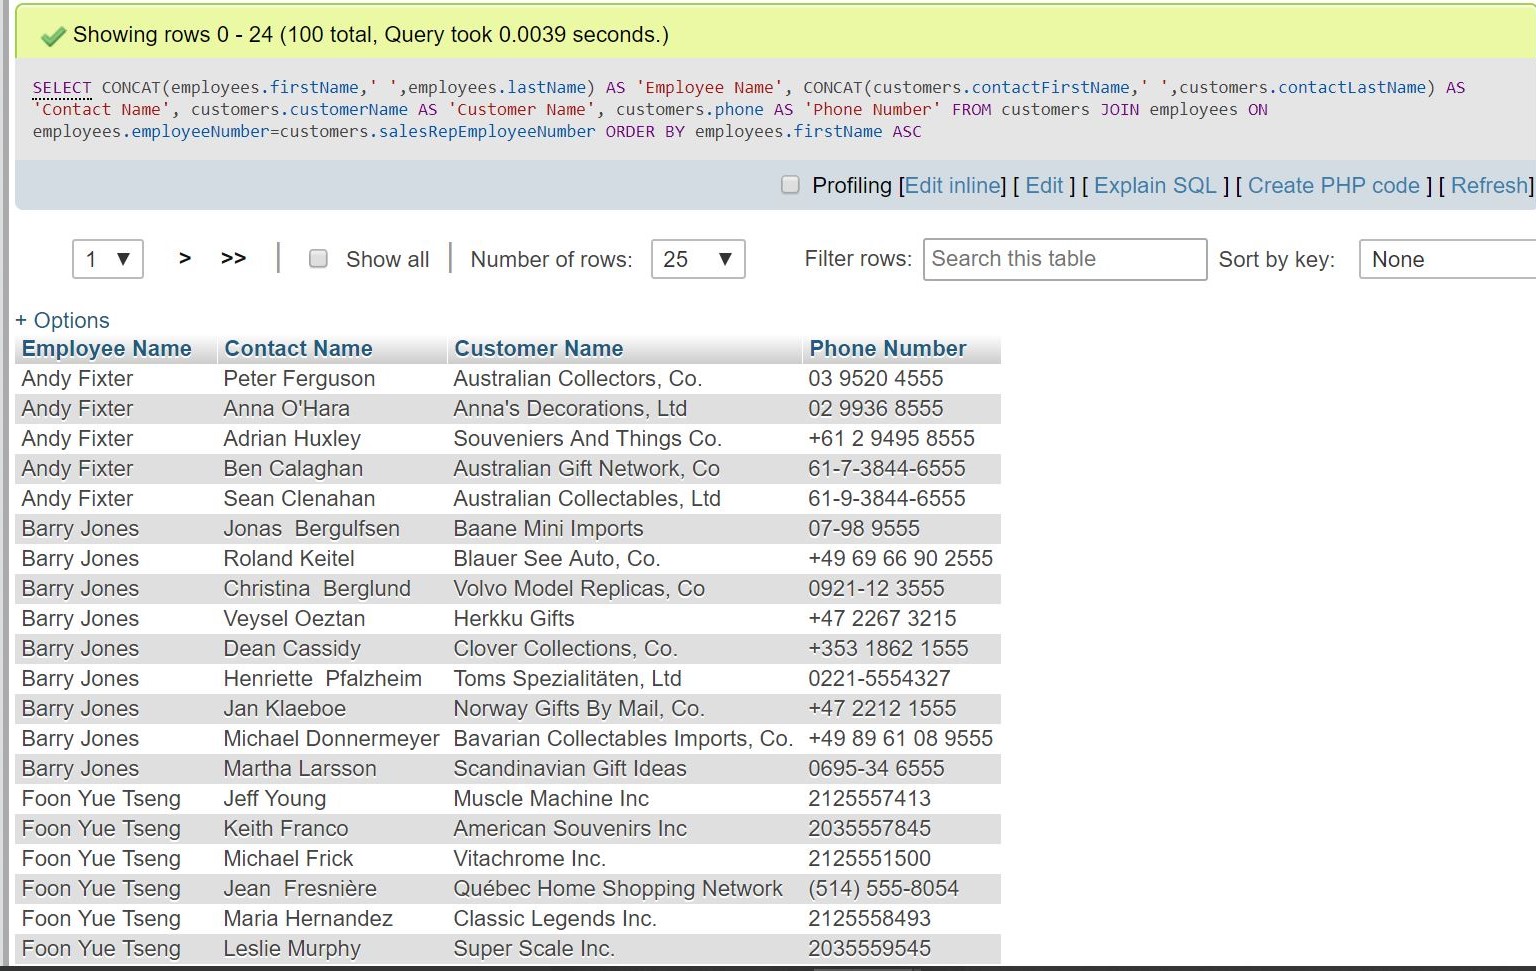 Showing rows 0 - 24 (100 total, Query took 0.0039 seconds.)
SELECT CONCAT(employees.firstName,' ',employees.lastName) AS 'Employee Name', CONCAT(customers.contactFirstName,' ',customers.contactLastName) AS
'Contact Name', customers.customerName AS 'Customer Name', customers.phone AS 'Phone Number' FROM customers JOIN employees ON
employees.employeeNumber=customers.salesRepEmployeeNumber ORDER BY employees.firstName ASC
Profiling [Edit inline] [ Edit ] [ Explain SQL ] [ Create PHP code ] [ Refresh]
1 ▼ > >> | Show all | Number of rows: 25 ▼ Filter rows: Search this table Sort by key: None
+ Options
Employee Name Contact Name Customer Name Phone Number
Andy Fixter Peter Ferguson Australian Collectors, Co. 03 9520 4555
Andy Fixter Anna O'Hara Anna's Decorations, Ltd 02 9936 8555
Andy Fixter Adrian Huxley Souveniers And Things Co. +61 2 9495 8555
Andy Fixter Ben Calaghan Australian Gift Network, Co 61-7-3844-6555
Andy Fixter Sean Clenahan Australian Collectables, Ltd 61-9-3844-6555
Barry Jones Jonas  Bergulfsen Baane Mini Imports 07-98 9555
Barry Jones Roland Keitel Blauer See Auto, Co. +49 69 66 90 2555
Barry Jones Christina  Berglund Volvo Model Replicas, Co 0921-12 3555
Barry Jones Veysel Oeztan Herkku Gifts +47 2267 3215
Barry Jones Dean Cassidy Clover Collections, Co. +353 1862 1555
Barry Jones Henriette  Pfalzheim Toms Spezialitäten, Ltd 0221-5554327
Barry Jones Jan Klaeboe Norway Gifts By Mail, Co. +47 2212 1555
Barry Jones Michael Donnermeyer Bavarian Collectables Imports, Co. +49 89 61 08 9555
Barry Jones Martha Larsson Scandinavian Gift Ideas 0695-34 6555
Foon Yue Tseng Jeff Young Muscle Machine Inc 2125557413
Foon Yue Tseng Keith Franco American Souvenirs Inc 2035557845
Foon Yue Tseng Michael Frick Vitachrome Inc. 2125551500
Foon Yue Tseng Jean  Fresnière Québec Home Shopping Network (514) 555-8054
Foon Yue Tseng Maria Hernandez Classic Legends Inc. 2125558493
Foon Yue Tseng Leslie Murphy Super Scale Inc. 2035559545